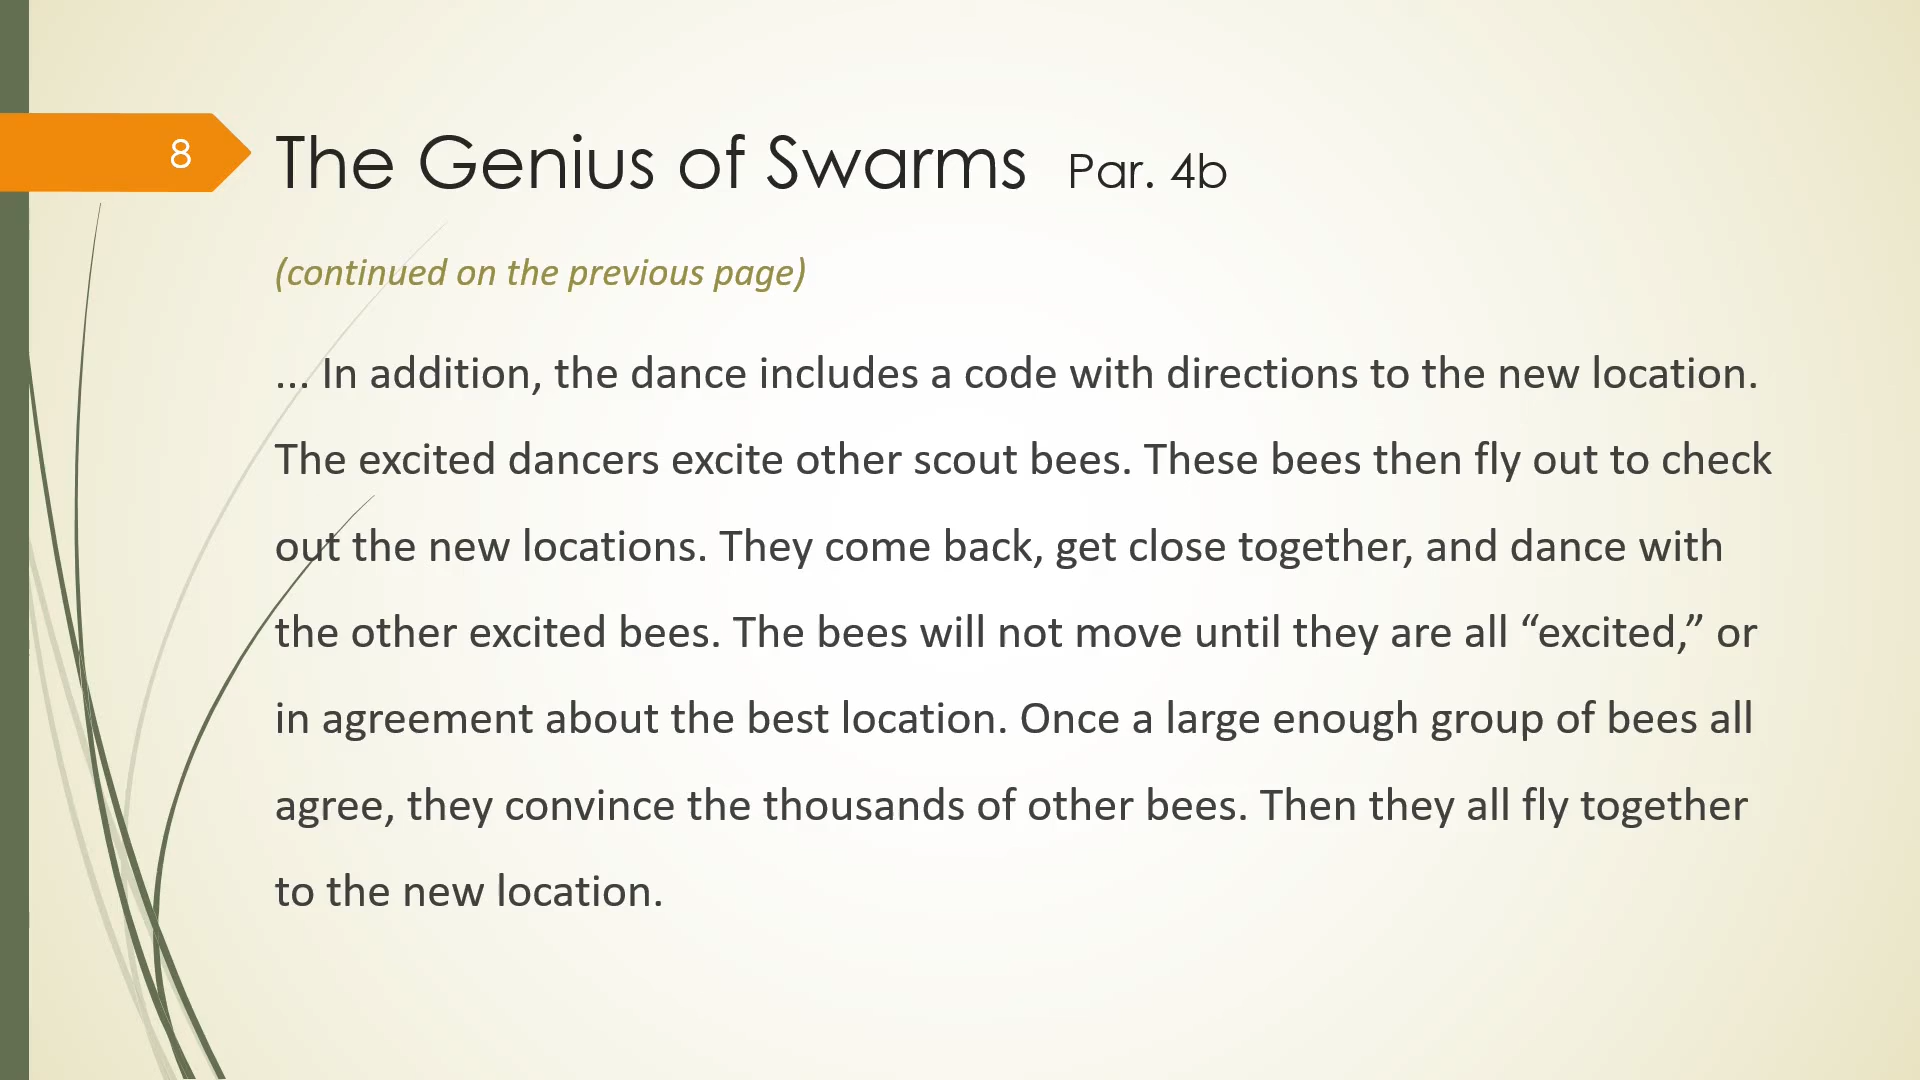 8
The Genius of Swarms Par. 4b
(continued on the previous page)
... In addition, the dance includes a code with directions to the new location.
The excited dancers excite other scout bees. These bees then fly out to check
out the new locations. They come back, get close together, and dance with
the other excited bees. The bees will not move until they are all “excited,” or
in agreement about the best location. Once a large enough group of bees all
agree, they convince the thousands of other bees. Then they all fly together
to the new location.